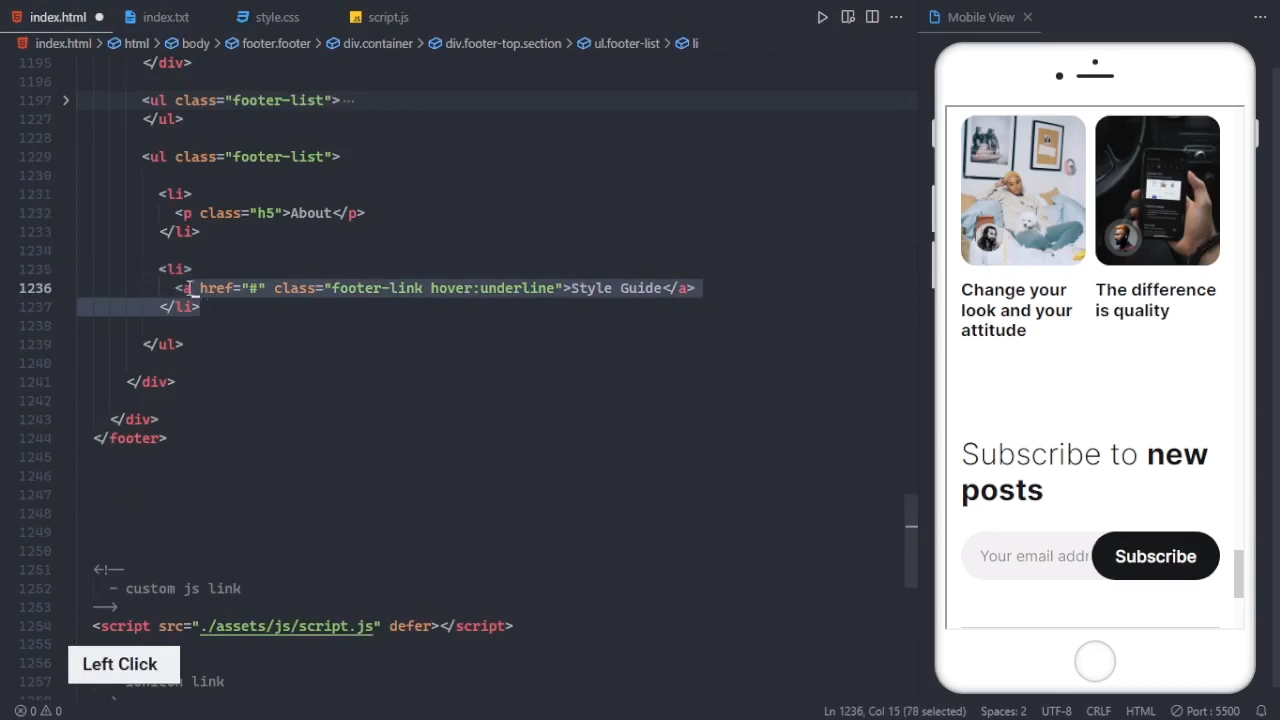 index.html
index.txt
style.css
script.js
Mobile View
index.html > html > body > footer.footer > div.container > div.footer-top.section > ul.footer-list > li
1195 </div>
1196
1197 <ul class="footer-list">···
1227 </ul>
1228
1229 <ul class="footer-list">
1230
1231 <li>
1232 <p class="h5">About</p>
1233 </li>
1234
1235 <li>
1236 <a href="#" class="footer-link hover:underline">Style Guide</a>
1237 </li>
1238
1239 </ul>
1240
1241 </div>
1242
1243 </div>
1244 </footer>
1245
1246
1247
1248
1249
1250
1251 <!--
1252 - custom js link
1253 -->
1254 <script src="./assets/js/script.js" defer></script>
1255
1256
1257 link
Left Click
Change your
look and your
attitude
The difference
is quality
Subscribe to new
posts
Your email addr
Subscribe
0 0
Ln 1236, Col 15 (78 selected)
Spaces: 2
UTF-8
CRLF
HTML
Port : 5500